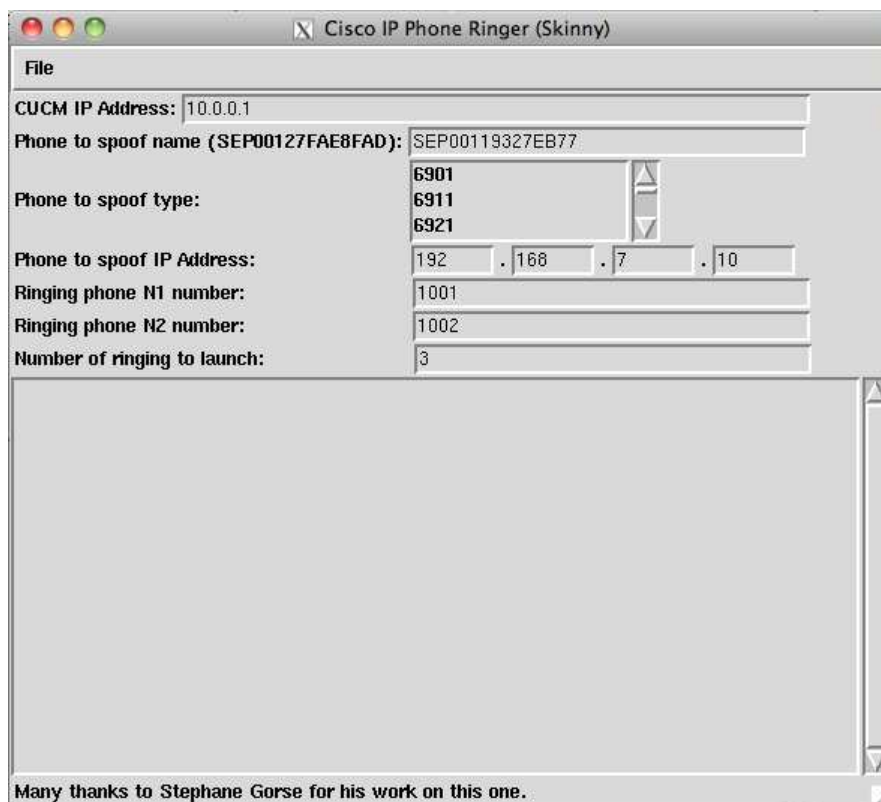 Cisco IP Phone Ringer (Skinny)
File
CUCM IP Address: 10.0.0.1
Phone to spoof name (SEP00127FAE8FAD): SEP00119327EB77
Phone to spoof type:
6901
6911
6921
Phone to spoof IP Address: 192 . 168 . 7 . 10
Ringing phone N1 number: 1001
Ringing phone N2 number: 1002
Number of ringing to launch: 3
Many thanks to Stephane Gorse for his work on this one.